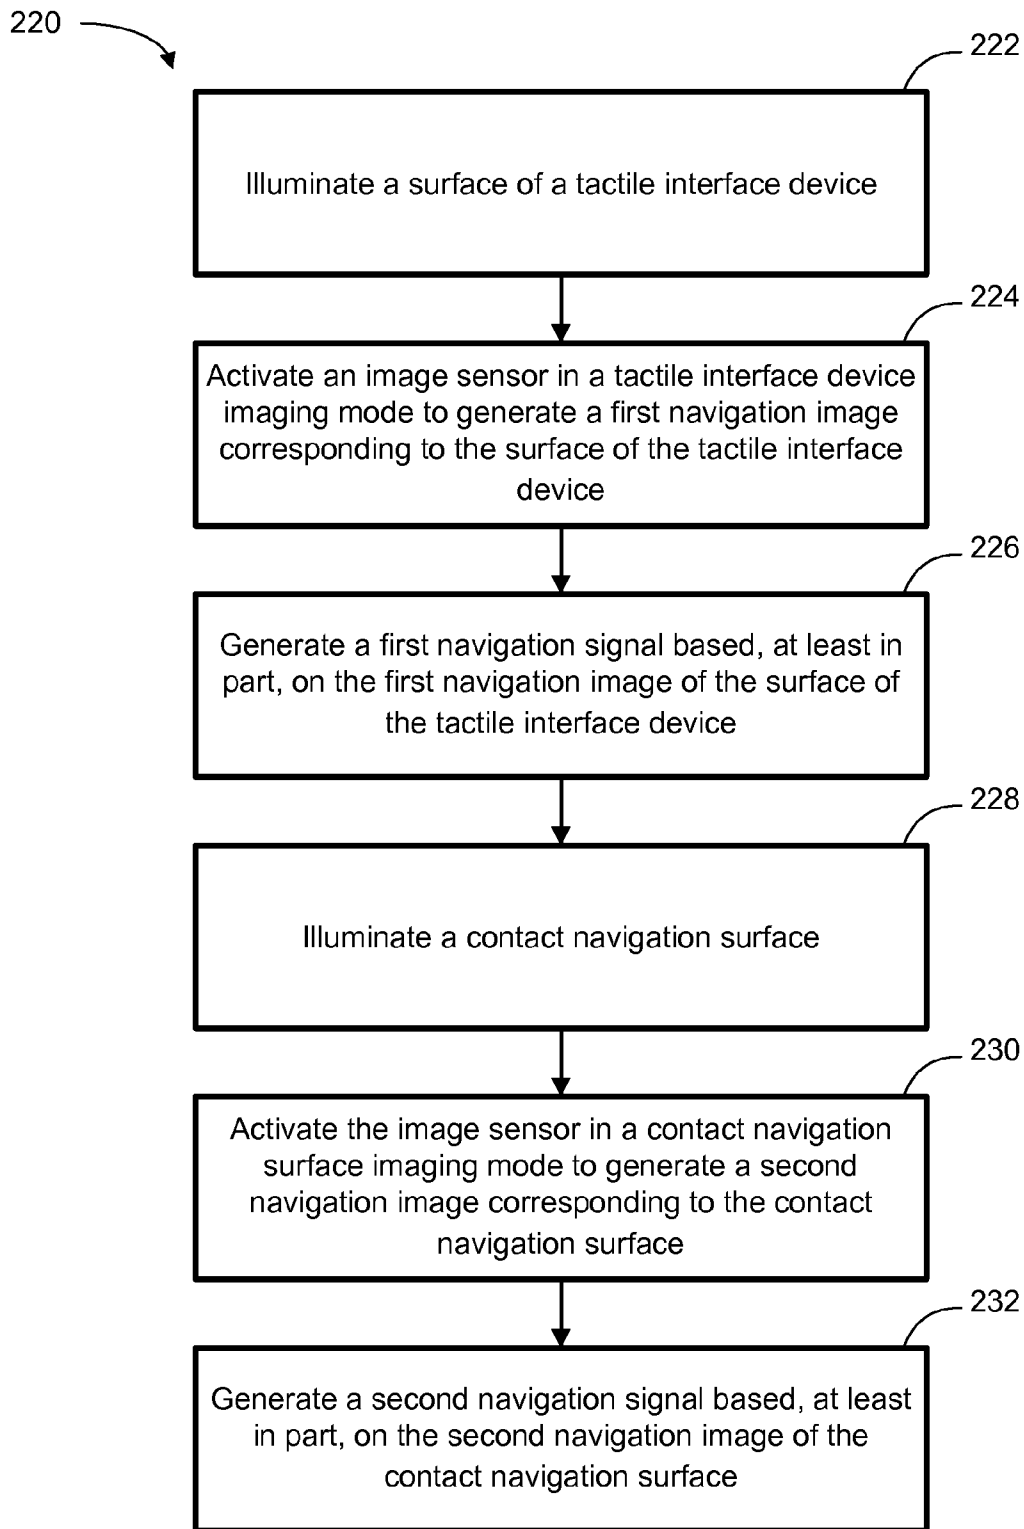 220
222
Illuminate a surface of a tactile interface device
224
Activate an image sensor in a tactile interface device
imaging mode to generate a first navigation image
corresponding to the surface of the tactile interface
device
226
Generate a first navigation signal based, at least in
part, on the first navigation image of the surface of
the tactile interface device
228
Illuminate a contact navigation surface
230
Activate the image sensor in a contact navigation
surface imaging mode to generate a second
navigation image corresponding to the contact
navigation surface
232
Generate a second navigation signal based, at least
in part, on the second navigation image of the
contact navigation surface